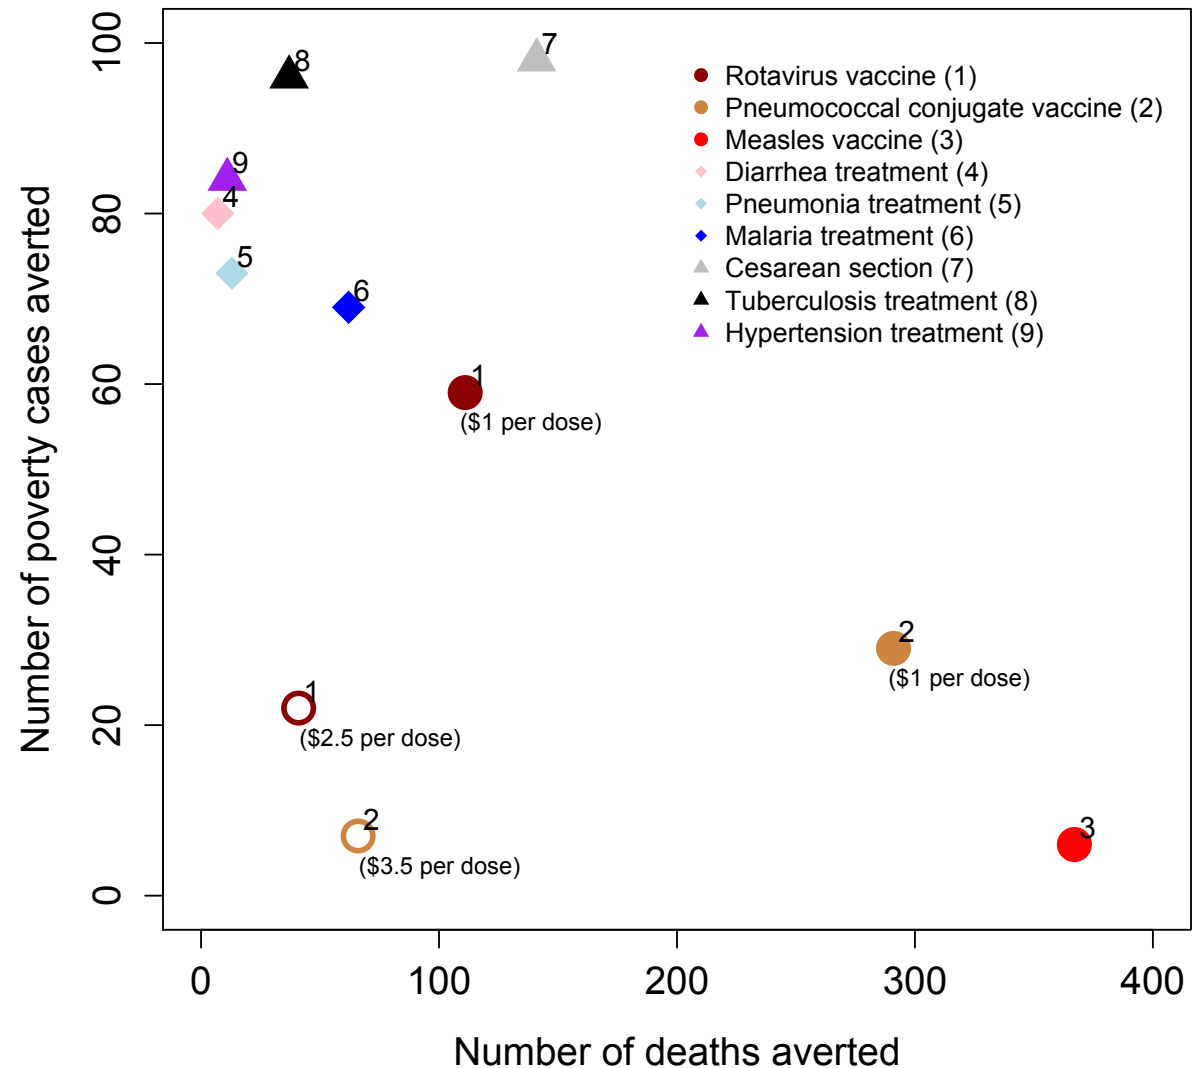 100
80
60
40
20
0
Number of poverty cases averted
8
7
9
4
5
6
1
($1 per dose)
2
($1 per dose)
1
($2.5 per dose)
2
($3.5 per dose)
3
Rotavirus vaccine (1)
Pneumococcal conjugate vaccine (2)
Measles vaccine (3)
Diarrhea treatment (4)
Pneumonia treatment (5)
Malaria treatment (6)
Cesarean section (7)
Tuberculosis treatment (8)
Hypertension treatment (9)
0 100 200 300 400
Number of deaths averted